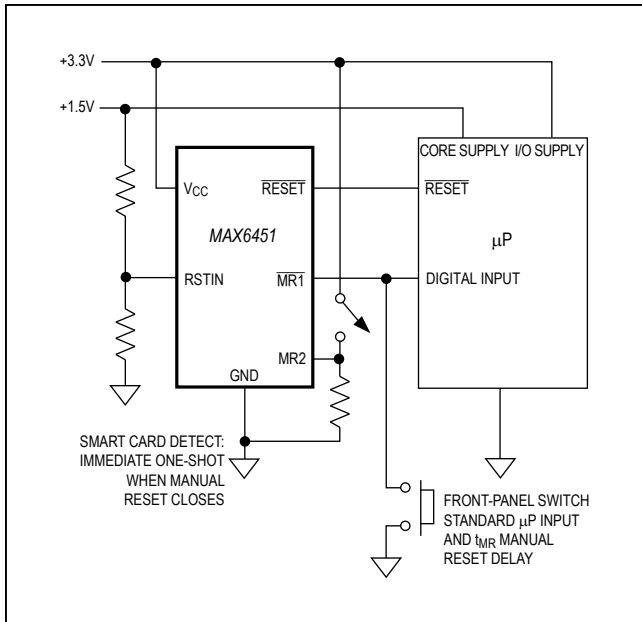 +3.3V
+1.5V
CORE SUPPLY I/O SUPPLY
VCC
RESET
RESET
MAX6451
μP
RSTIN
MR1
DIGITAL INPUT
MR2
GND
SMART CARD DETECT:
IMMEDIATE ONE-SHOT
WHEN MANUAL
RESET CLOSES
FRONT-PANEL SWITCH
STANDARD μP INPUT
AND tMR MANUAL
RESET DELAY